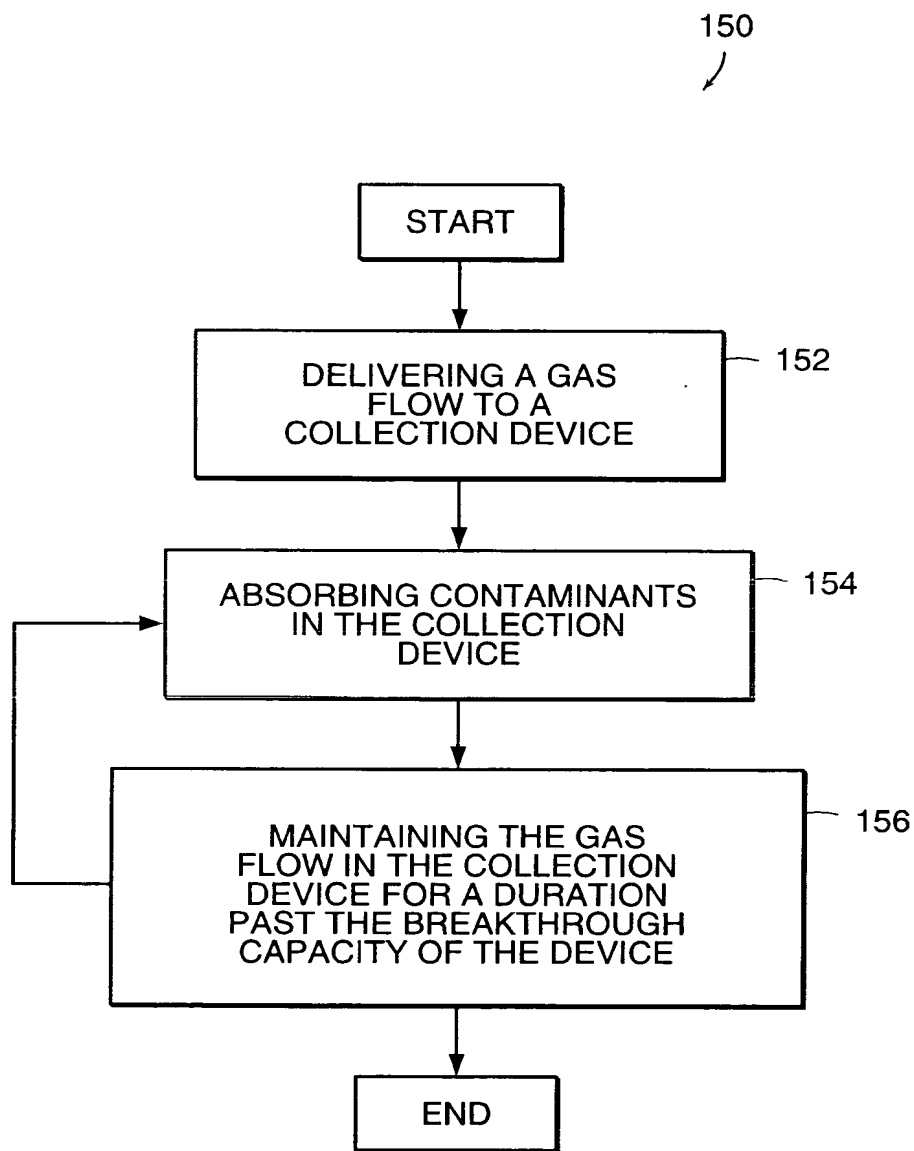 150
START
DELIVERING A GAS
FLOW TO A
COLLECTION DEVICE
152
ABSORBING CONTAMINANTS
IN THE COLLECTION
DEVICE
154
MAINTAINING THE GAS
FLOW IN THE COLLECTION
DEVICE FOR A DURATION
PAST THE BREAKTHROUGH
CAPACITY OF THE DEVICE
156
END